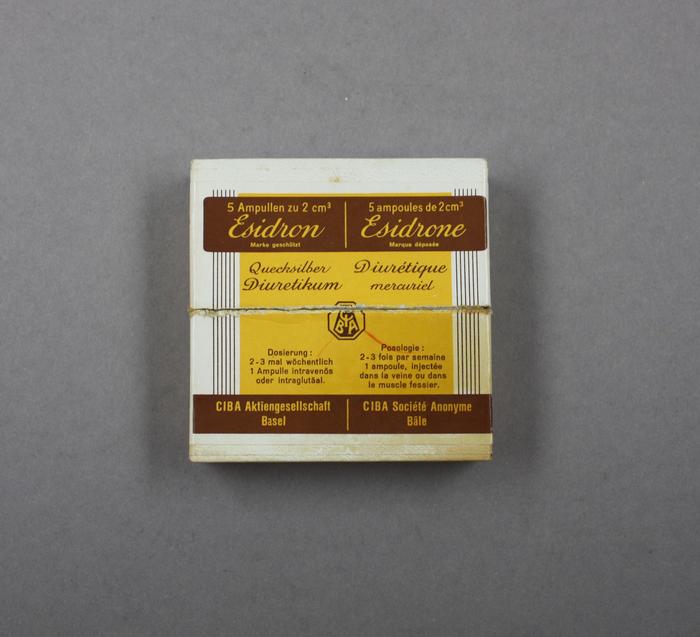 5 Ampullen zu 2 cm³
Esidron
Marke geschützt
5 ampoules de 2 cm³
Esidrone
Marque déposée
Quecksilber
Diuretikum
Diurétique
mercuriel
CIBA
Dosierung:
2-3 mal wöchentlich
1 Ampulle intravenös
oder intraglutäal.
Posologie:
2-3 fois par semaine
1 ampoule, injectée
dans la veine ou dans
le muscle fessier.
CIBA Aktiengesellschaft
Basel
CIBA Société Anonyme
Bâle